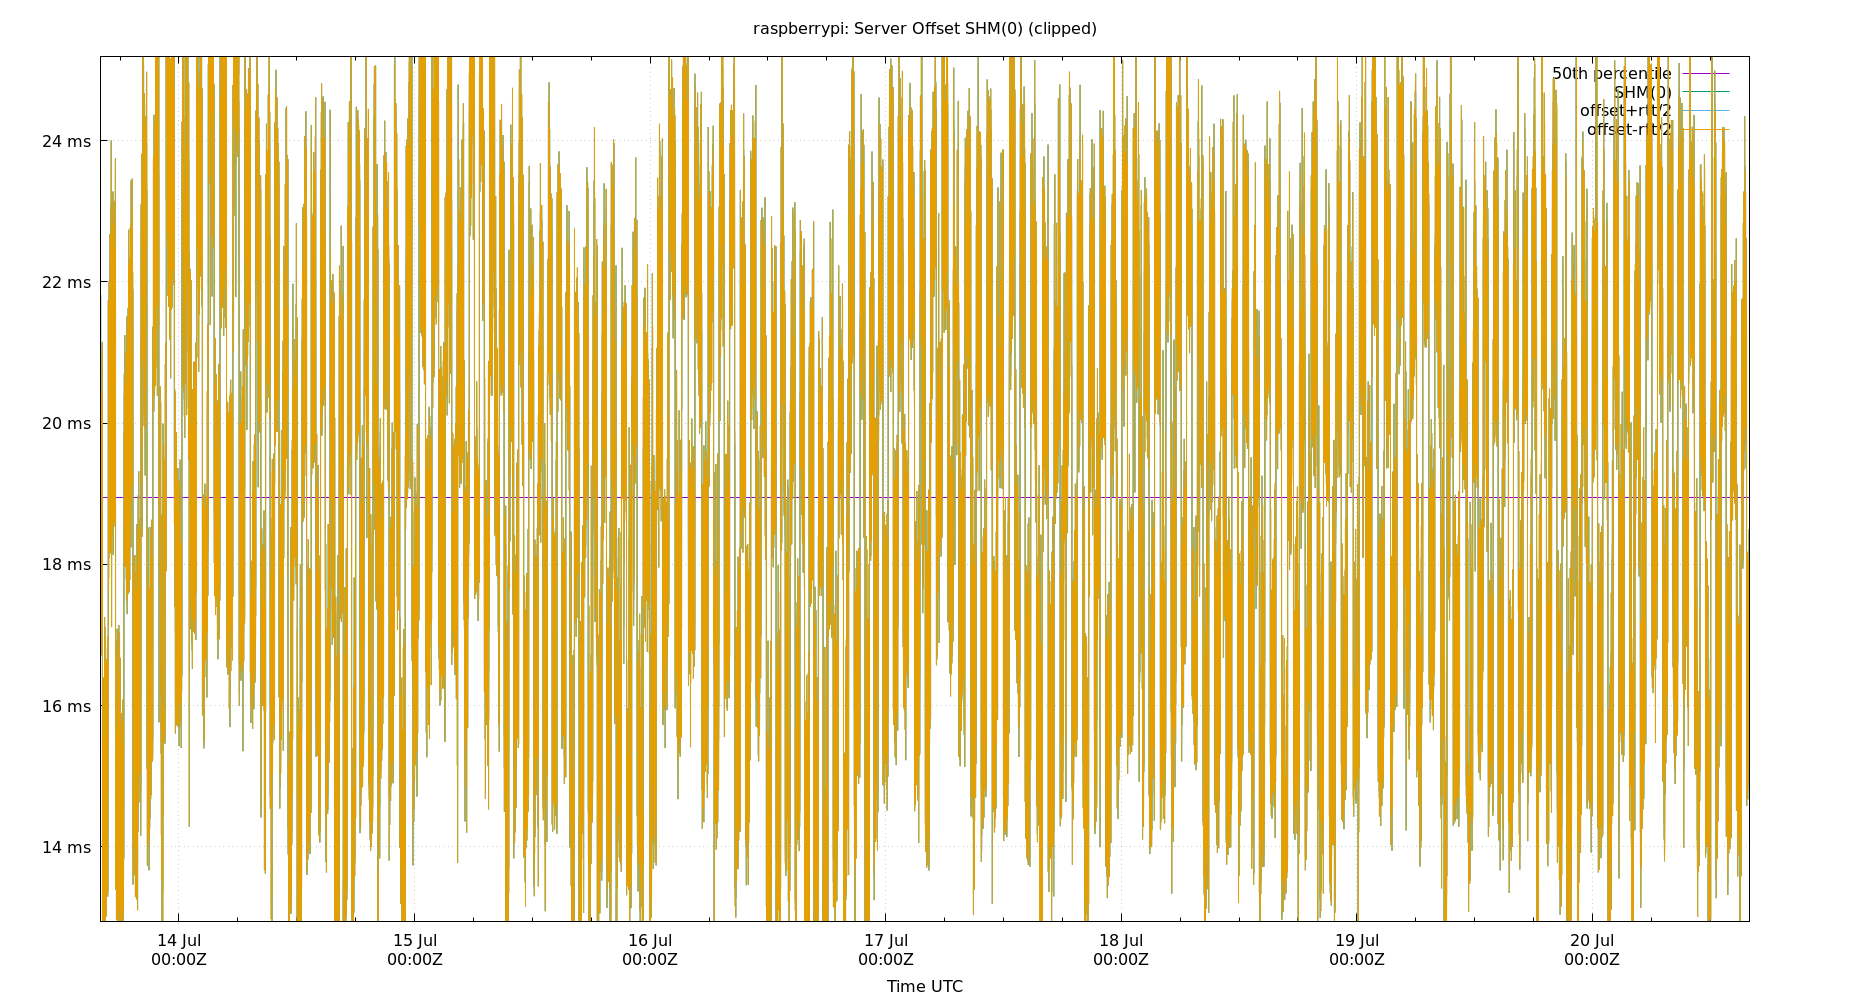 raspberrypi: Server Offset SHM(0) (clipped)
50th percentile
SHM(0)
offset+rtt/2
offset-rtt/2
24 ms
22 ms
20 ms
18 ms
16 ms
14 ms
14 Jul
00:00Z
15 Jul
00:00Z
16 Jul
00:00Z
17 Jul
00:00Z
18 Jul
00:00Z
19 Jul
00:00Z
20 Jul
00:00Z
Time UTC